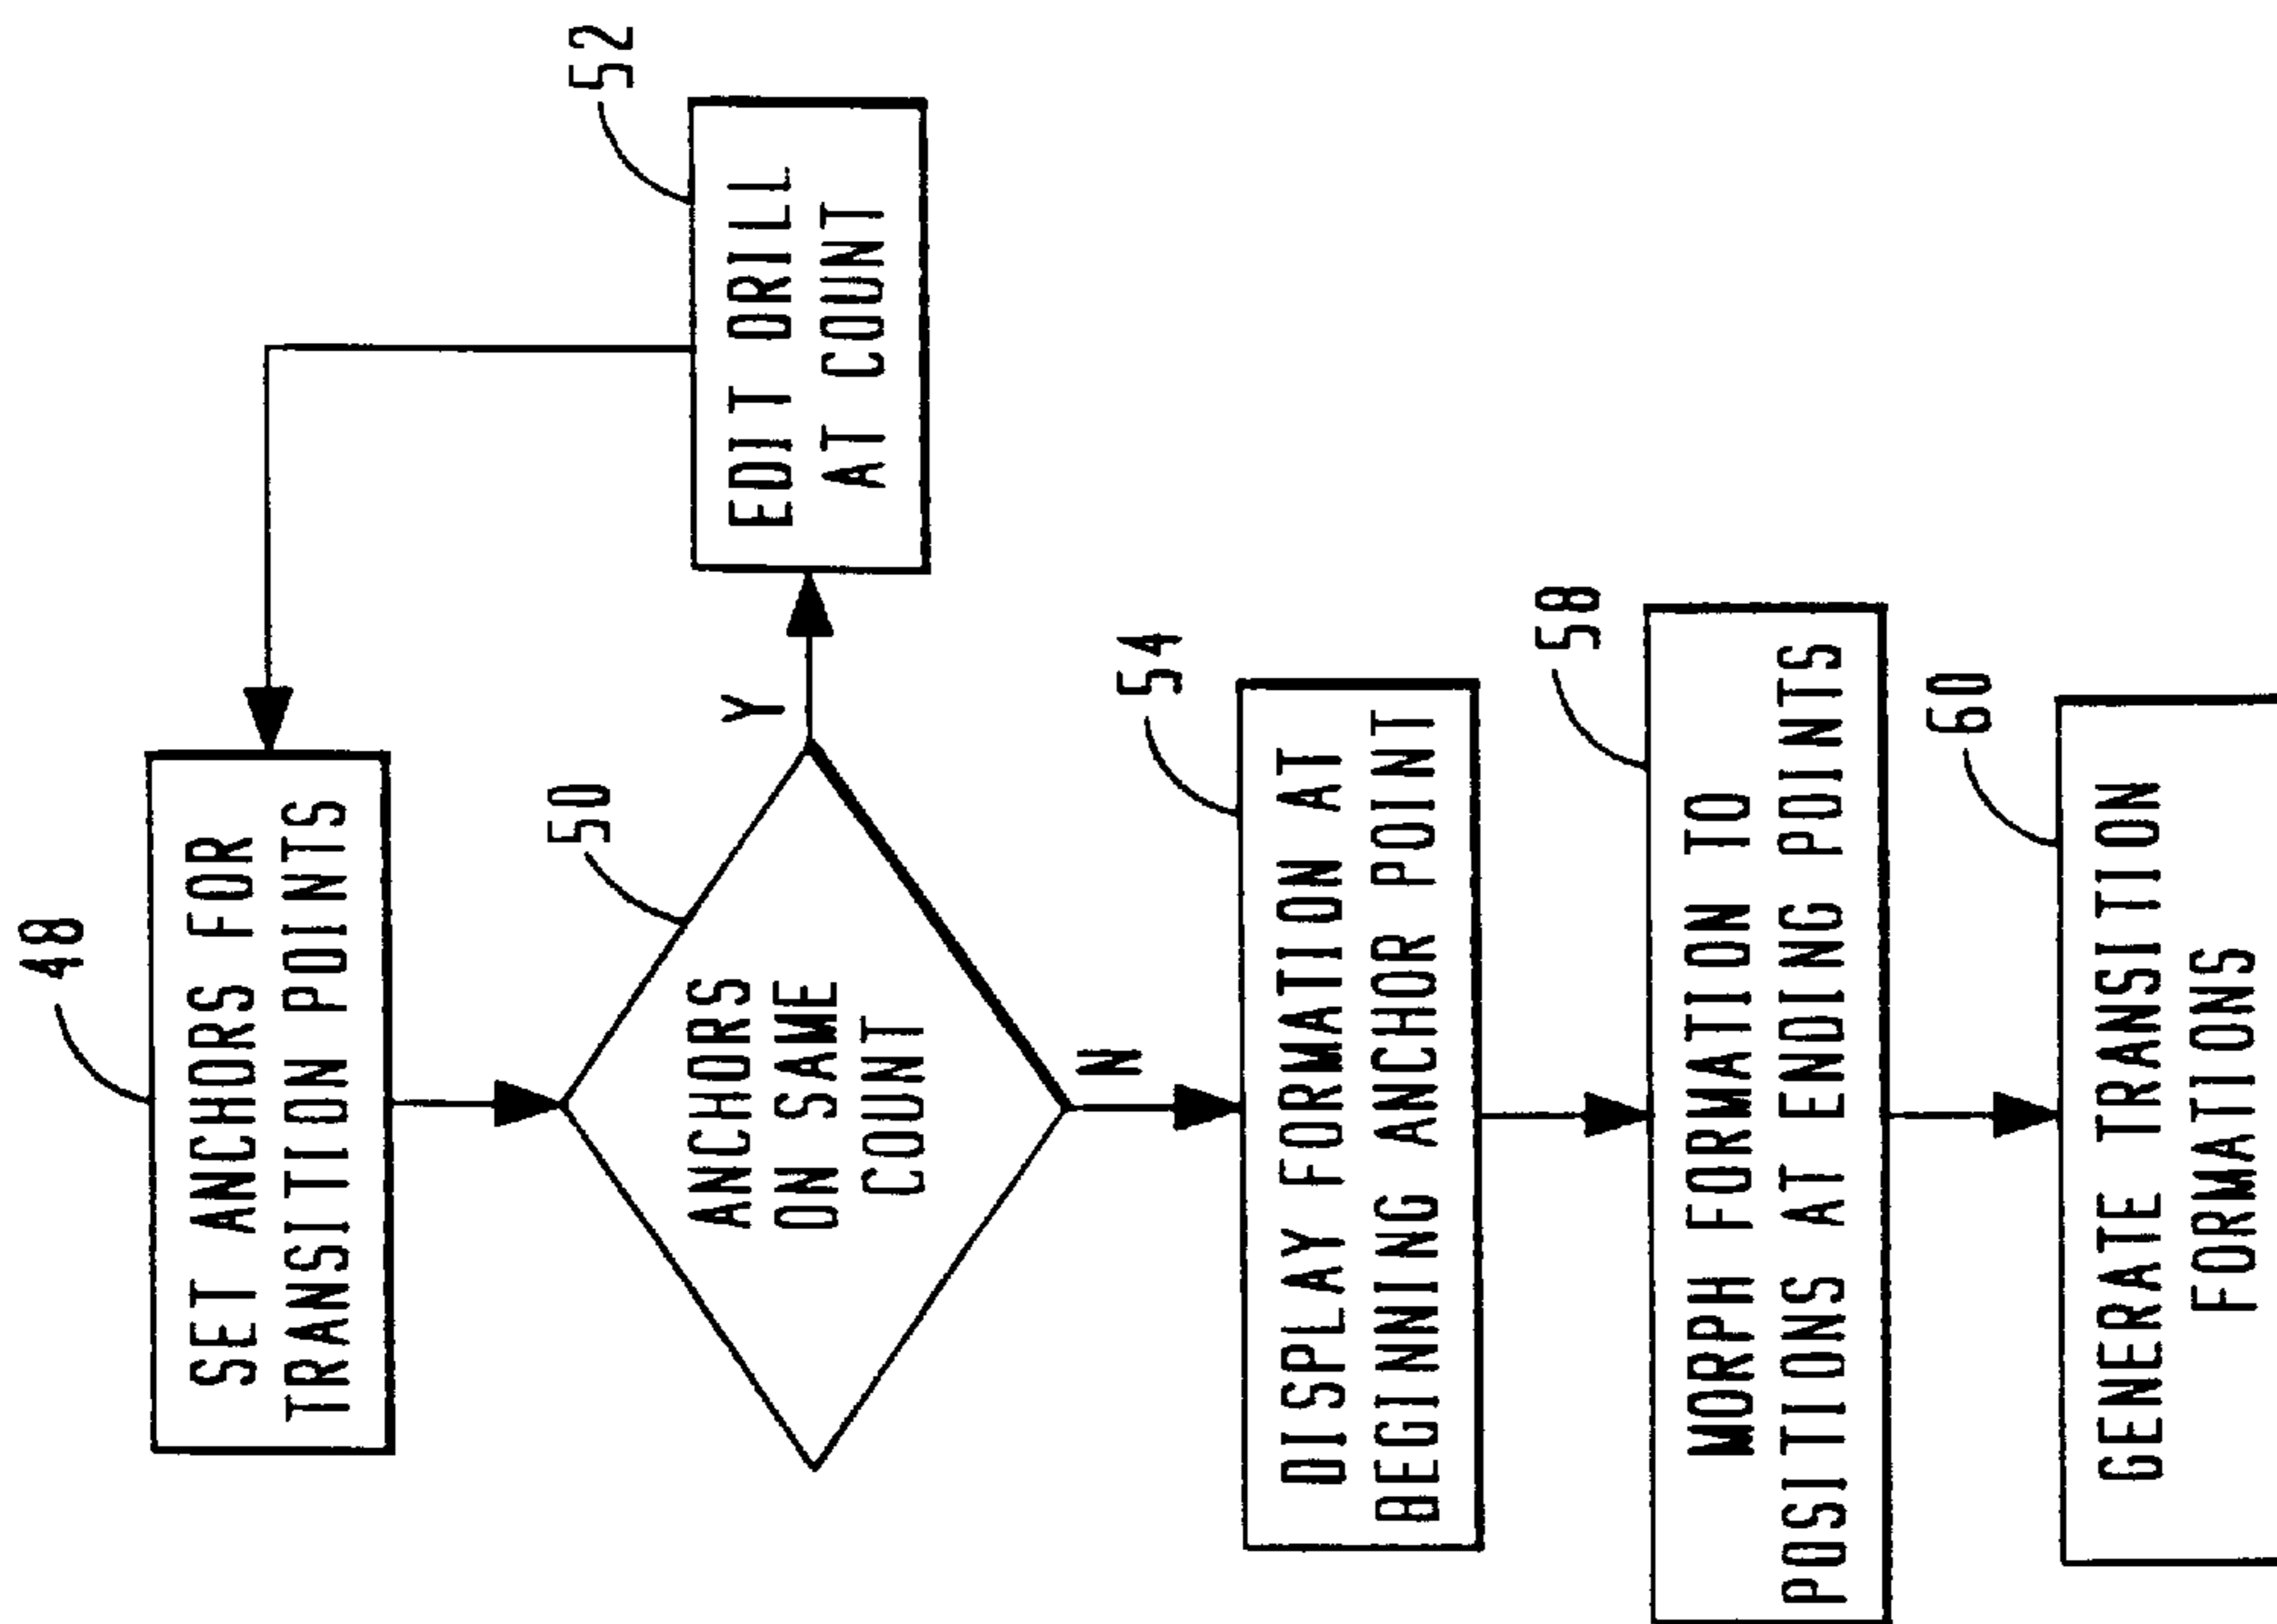 48
SET ANCHORS FOR
TRANSITION POINTS
50
ANCHORS
ON SAME
COUNT
Y
52
EDIT DRILL
AT COUNT
N
54
DISPLAY FORMATION AT
BEGINNING ANCHOR POINT
58
MORPH FORMATION TO
POSITIONS AT ENDING POINTS
60
GENERATE TRANSITION
FORMATIONS